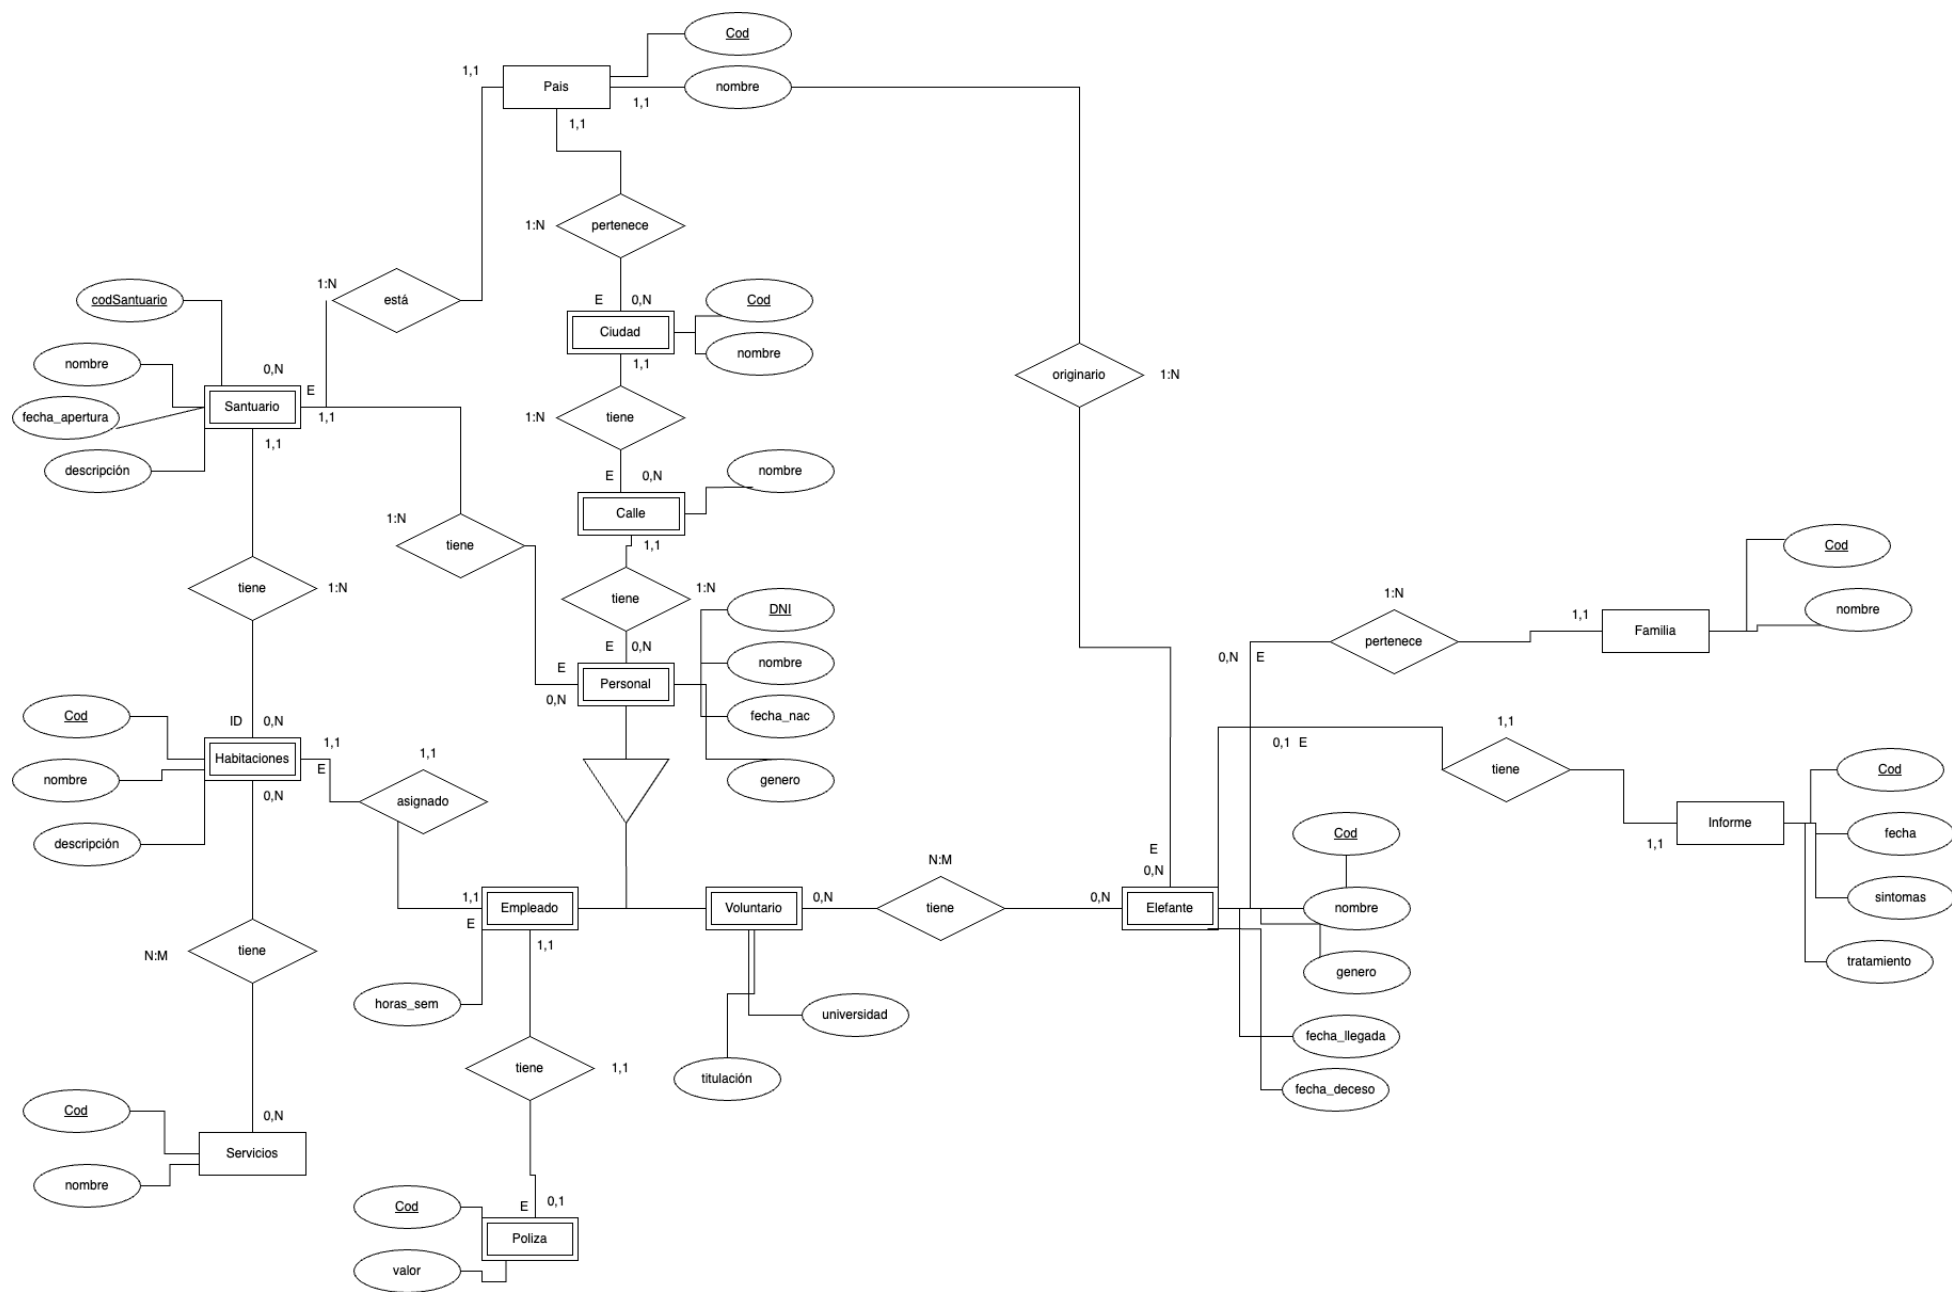 Cod
1,1
Pais
nombre
1,1
1,1
1:N
pertenece
1:N
está
codSantuario
E
0,N
Cod
Ciudad
nombre
1,1
nombre
0,N
E
fecha_apertura
Santuario
1,1
1,1
descripción
originario
1:N
1:N
tiene
E
0,N
nombre
Calle
1,1
1:N
tiene
tiene
1:N
tiene
1:N
DNI
E
0,N
nombre
E
Personal
0,N
fecha_nac
genero
Cod
1:N
1,1
Familia
nombre
pertenece
0,N
E
Cod
ID
0,N
Habitaciones
1,1
E
nombre
0,N
descripción
1,1
asignado
1,1
0,1 E
tiene
Cod
Informe
1,1
fecha
sintomas
tratamiento
Cod
E
0,N
N:M
1,1
Empleado
E
1,1
Voluntario
0,N
tiene
0,N
Elefante
nombre
genero
fecha_llegada
fecha_deceso
N:M
tiene
horas_sem
universidad
titulación
tiene
1,1
Cod
0,N
Servicios
nombre
Cod
E
0,1
Poliza
valor